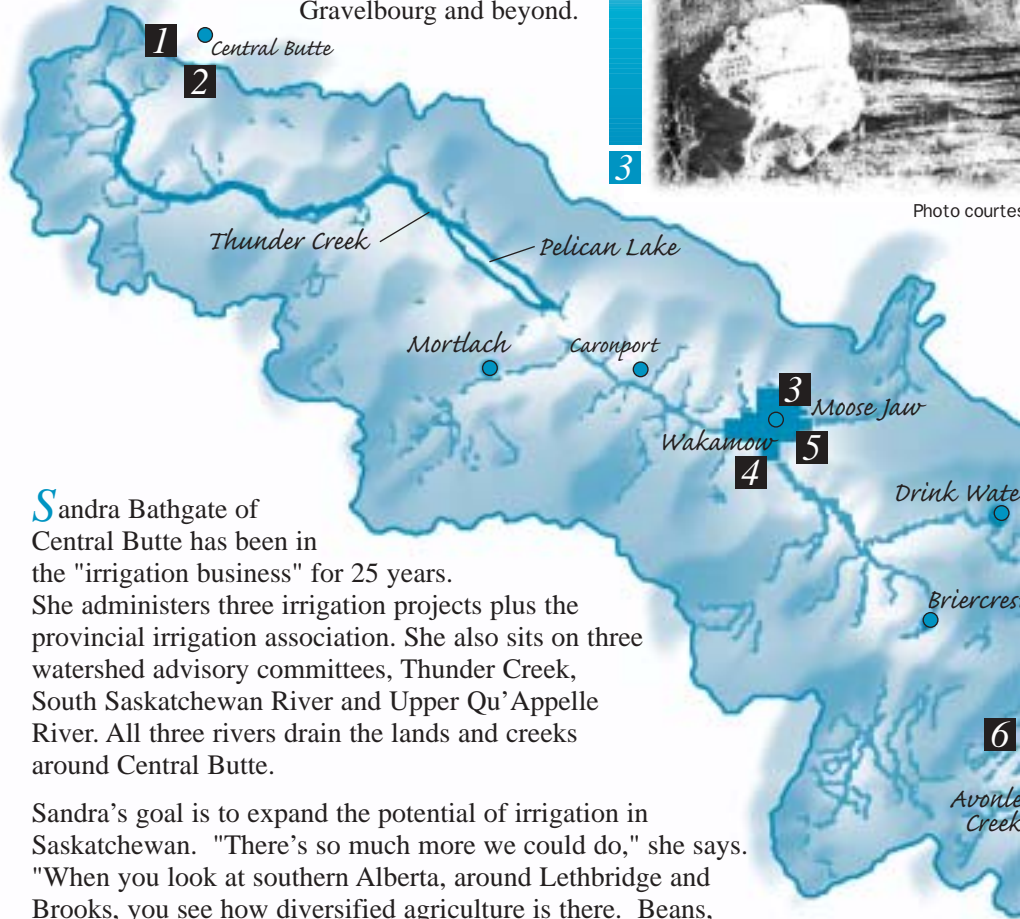 Gravelbourg and beyond.
1
Central Butte
2
3
Photo courtes
Thunder Creek
Pelican Lake
Mortlach
Caronport
3
Moose Jaw
Wakamow
5
4
Drink Wate
Briercrest
6
Avonle
Creek
Sandra Bathgate of
Central Butte has been in
the "irrigation business" for 25 years.
She administers three irrigation projects plus the
provincial irrigation association. She also sits on three
watershed advisory committees, Thunder Creek,
South Saskatchewan River and Upper Qu'Appelle
River. All three rivers drain the lands and creeks
around Central Butte.
Sandra's goal is to expand the potential of irrigation in
Saskatchewan. "There's so much more we could do," she says.
"When you look at southern Alberta, around Lethbridge and
Brooks, you see how diversified agriculture is there. Beans,